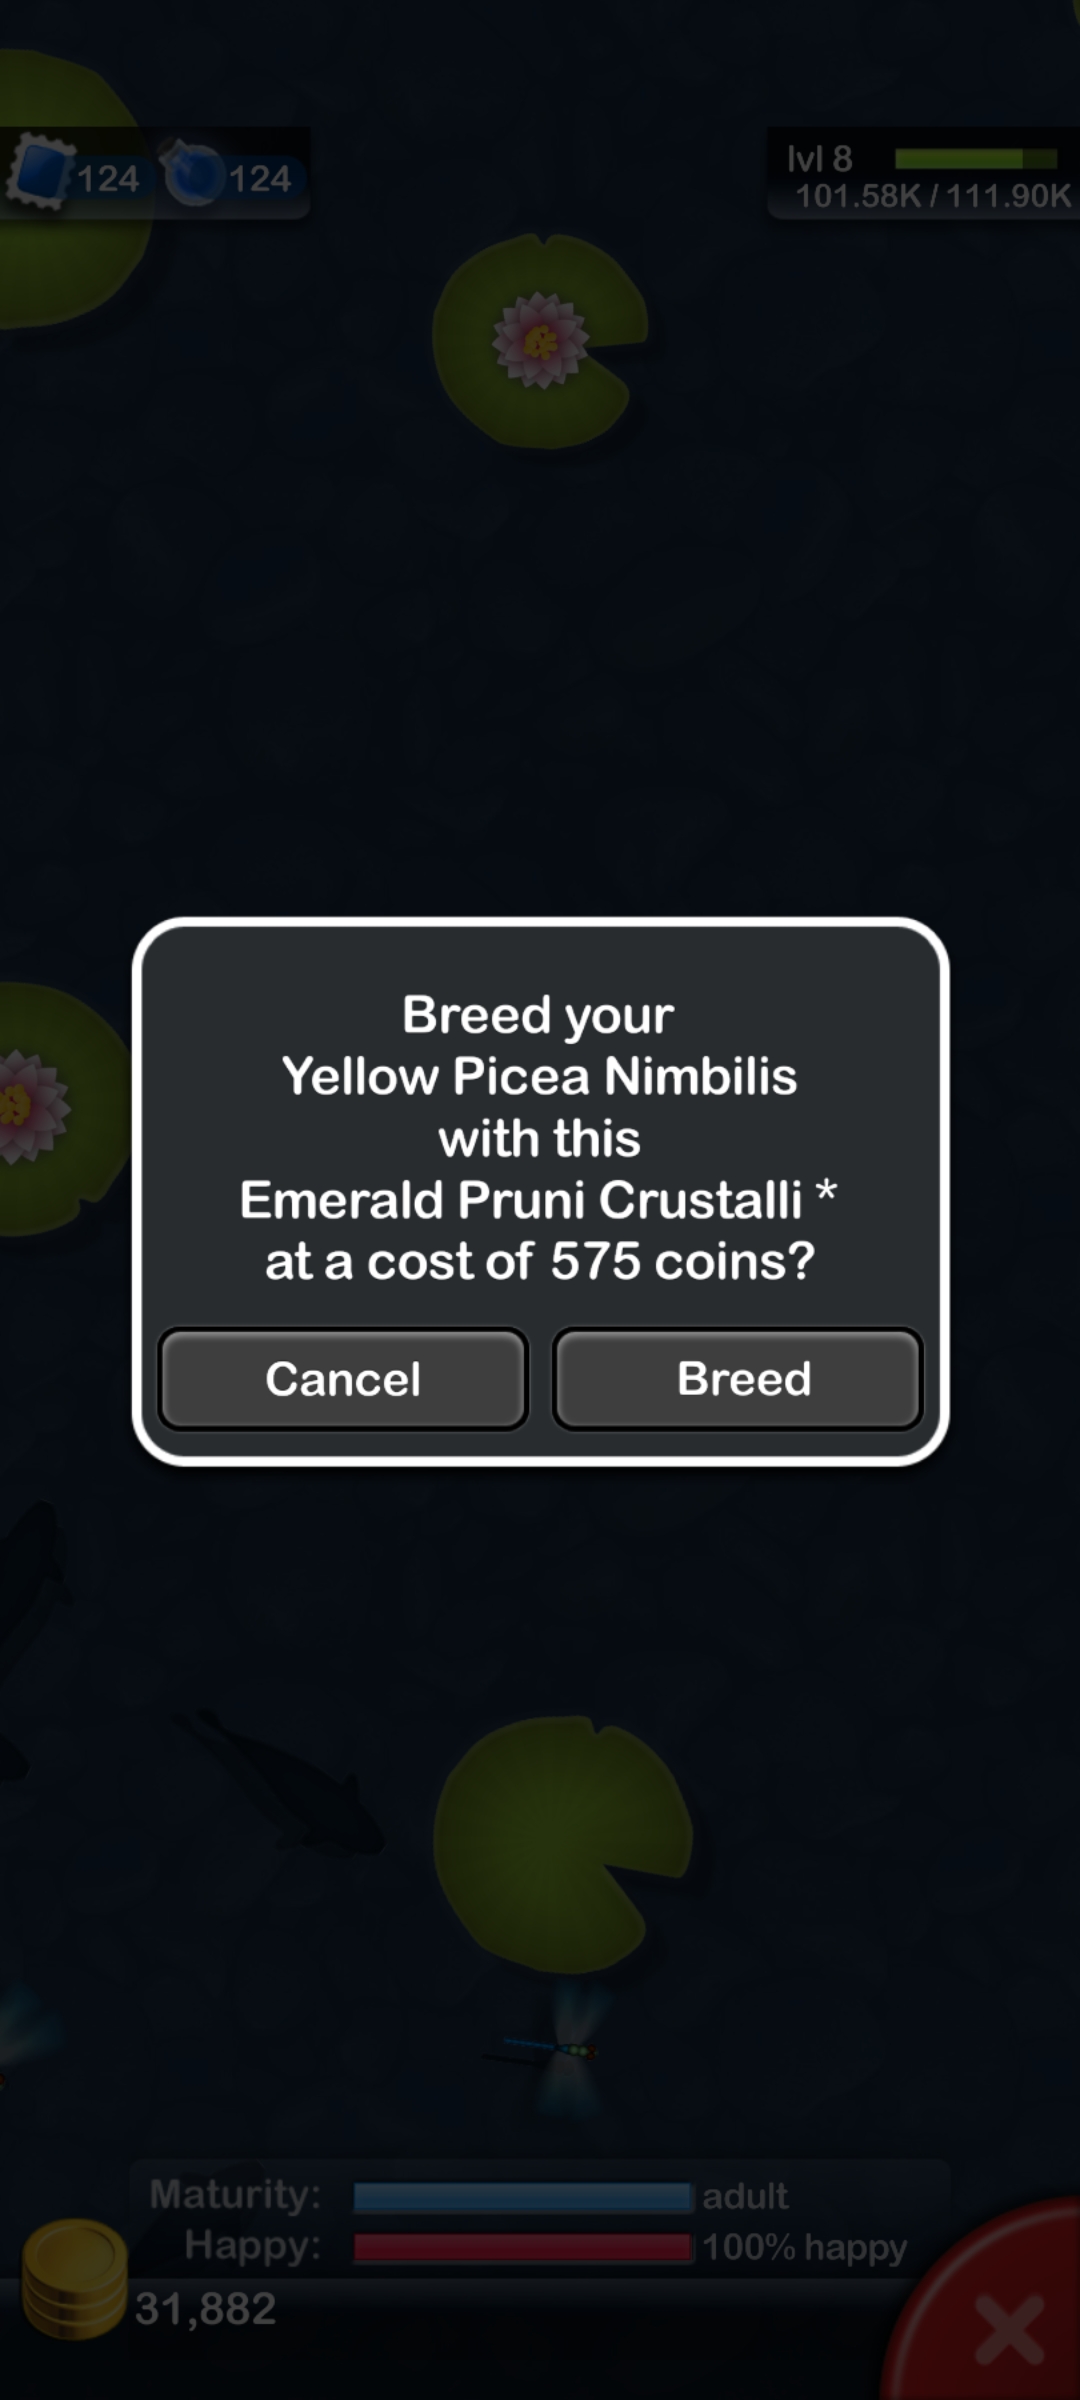 124 124
lvl 8
101.58K / 111.90K
Breed your
Yellow Picea Nimbilis
with this
Emerald Pruni Crustalli *
at a cost of 575 coins?
Cancel Breed
Maturity: adult
Happy: 100% happy
31,882